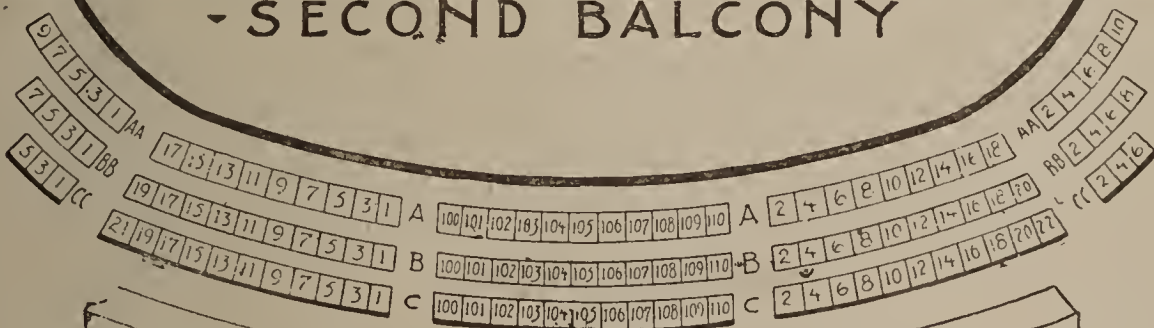 SECOND BALCONY
9 7 5 3 1 AA
7 5 3 1 BB
5 3 1 CC
17 15 13 11 9 7 5 3 1 A 100 101 102 183 104 105 106 107 108 109 110 A 2 4 6 8 10 12 14 16 18
19 17 15 13 11 9 7 5 3 1 B 100 101 102 103 104 105 106 107 108 109 110 B 2 4 6 8 10 12 14 16 18 20
21 19 17 15 13 11 9 7 5 3 1 C 100 101 102 103 104 105 106 107 108 109 110 C 2 4 6 8 10 12 14 16 18 20 22
AA 2 4 6 8 10
BB 2 4 6 8
CC 2 4 6